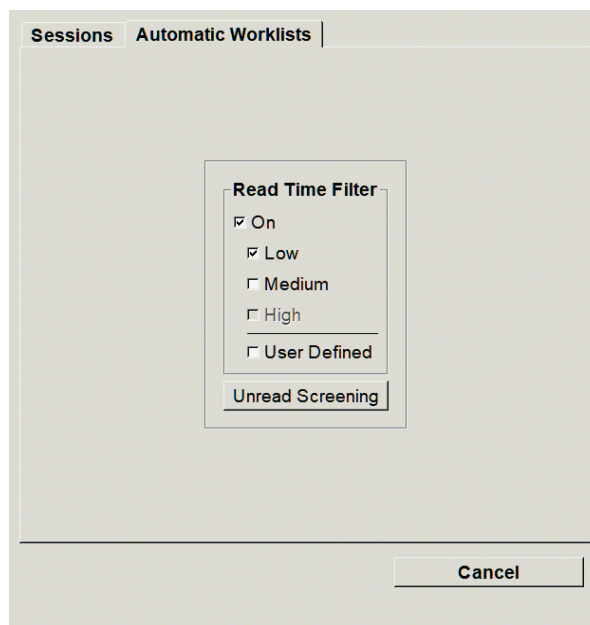 Sessions Automatic Worklists
Read Time Filter
On
Low
Medium
High
User Defined
Unread Screening
Cancel